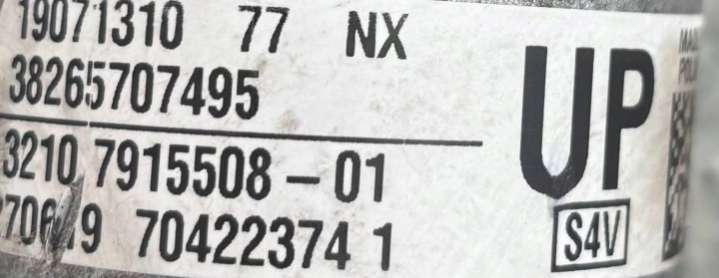 19071310 77 NX
38265707495
3210 7915508-01
70422374 1
UP
S4V